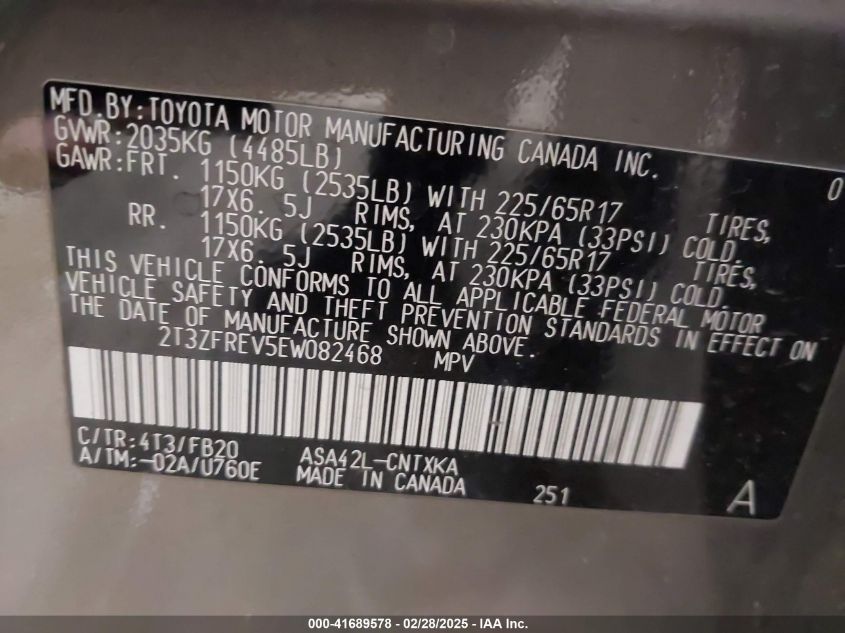 MFD.BY:TOYOTA MOTOR MANUFACTURING CANADA INC.
GVWR:2035KG (4485LB) 0
GAWR:FRT. 1150KG (2535LB) WITH 225/65R17 TIRES,
17X6. 5J RIMS, AT 230KPA (33PSI) COLD.
RR. 1150KG (2535LB) WITH 225/65R17 TIRES,
17X6. 5J RIMS, AT 230KPA (33PSI) COLD.
THIS VEHICLE CONFORMS TO ALL APPLICABLE FEDERAL MOTOR
VEHICLE SAFETY AND THEFT PREVENTION STANDARDS IN EFFECT ON
THE DATE OF MANUFACTURE SHOWN ABOVE.
2T3ZFREV5EW082468 MPV
C/TR:4T3/FB20 ASA42L-CNTXKA
A/TM:-02A/U760E MADE IN CANADA 251 A
000-41689578 / 02/28/2025 - IAA Inc.